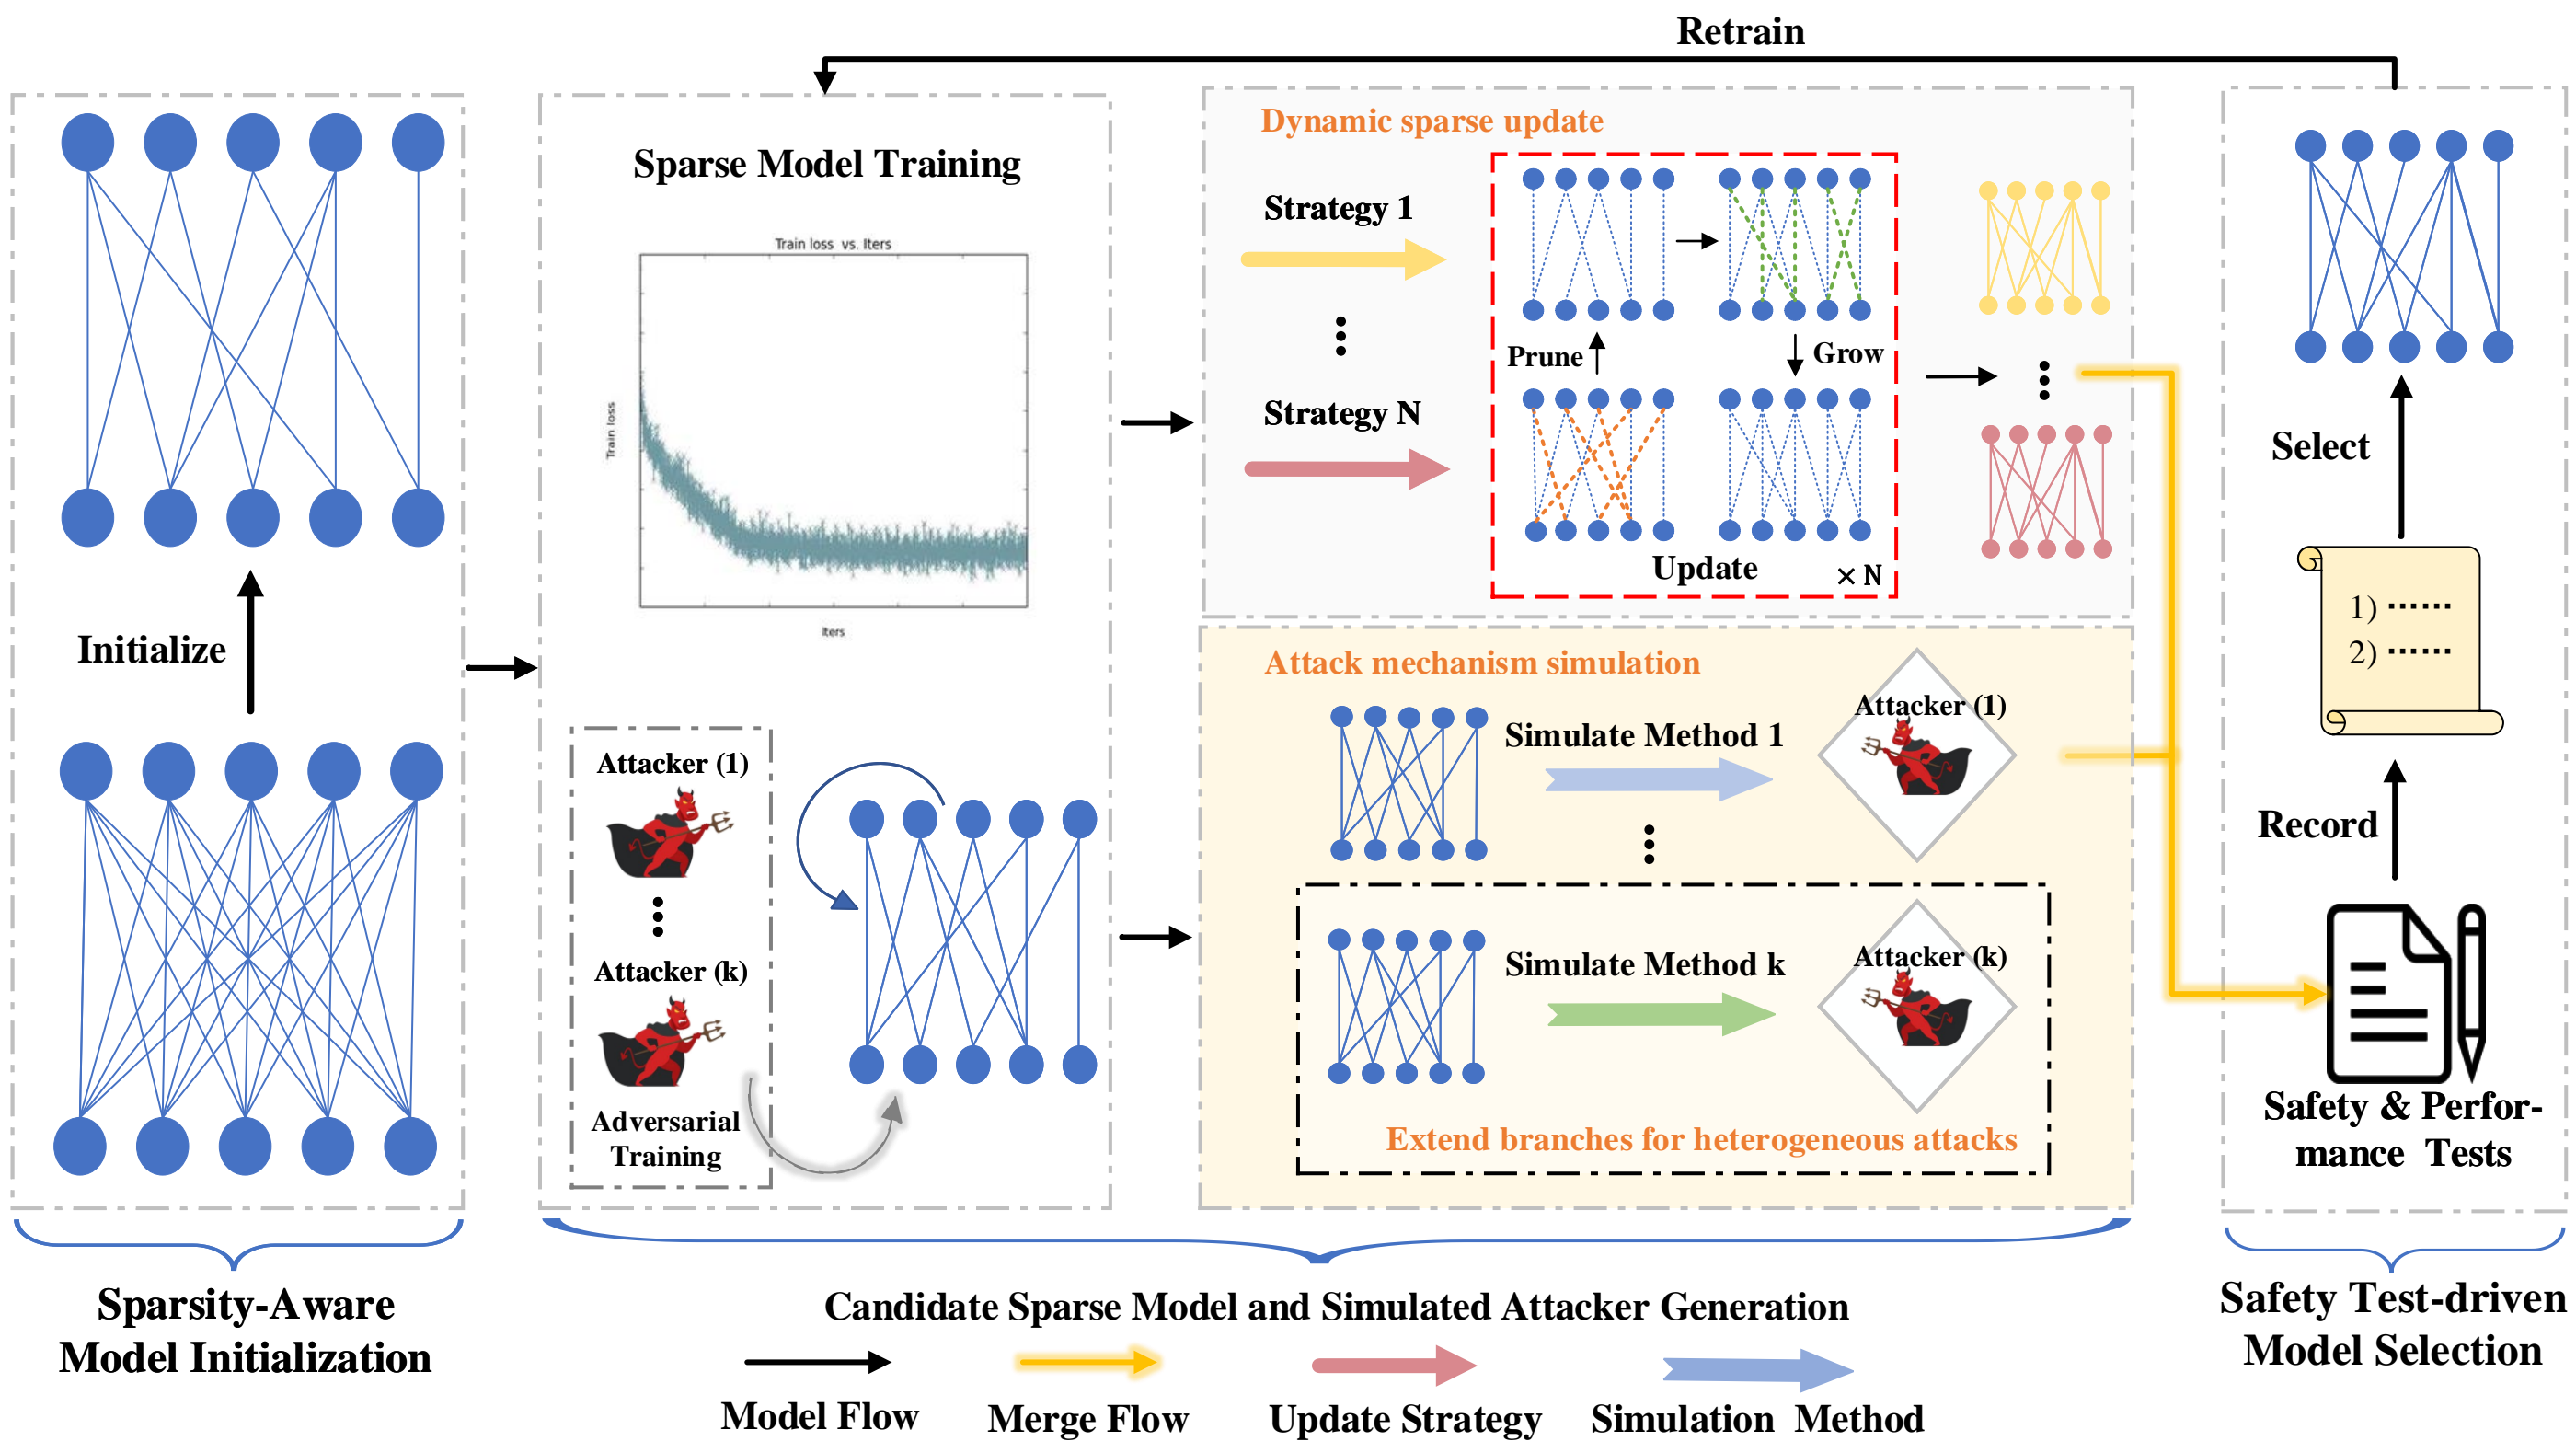 Retrain
Initialize
Sparsity-Aware
Model Initialization
Sparse Model Training
Train loss vs. Iters
Train loss
Iters
Attacker (1)
Attacker (k)
Adversarial
Training
Dynamic sparse update
Strategy 1
Strategy N
Prune
Grow
Update
× N
Attack mechanism simulation
Simulate Method 1
Attacker (1)
Simulate Method k
Attacker (k)
Extend branches for heterogeneous attacks
Candidate Sparse Model and Simulated Attacker Generation
Select
1) ······
2) ······
Record
Safety & Perfor-
mance Tests
Safety Test-driven
Model Selection
Model Flow
Merge Flow
Update Strategy
Simulation Method